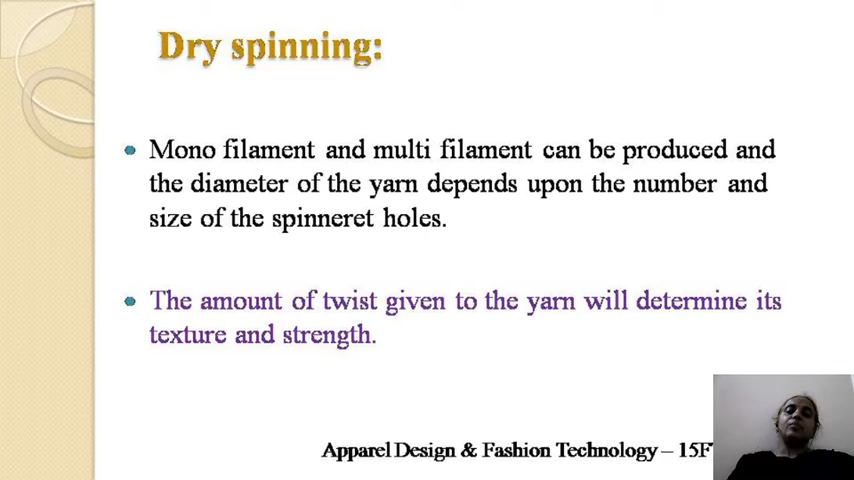 Dry spinning:
Mono filament and multi filament can be produced and
the diameter of the yarn depends upon the number and
size of the spinneret holes.
The amount of twist given to the yarn will determine its
texture and strength.
Apparel Design & Fashion Technology – 15F